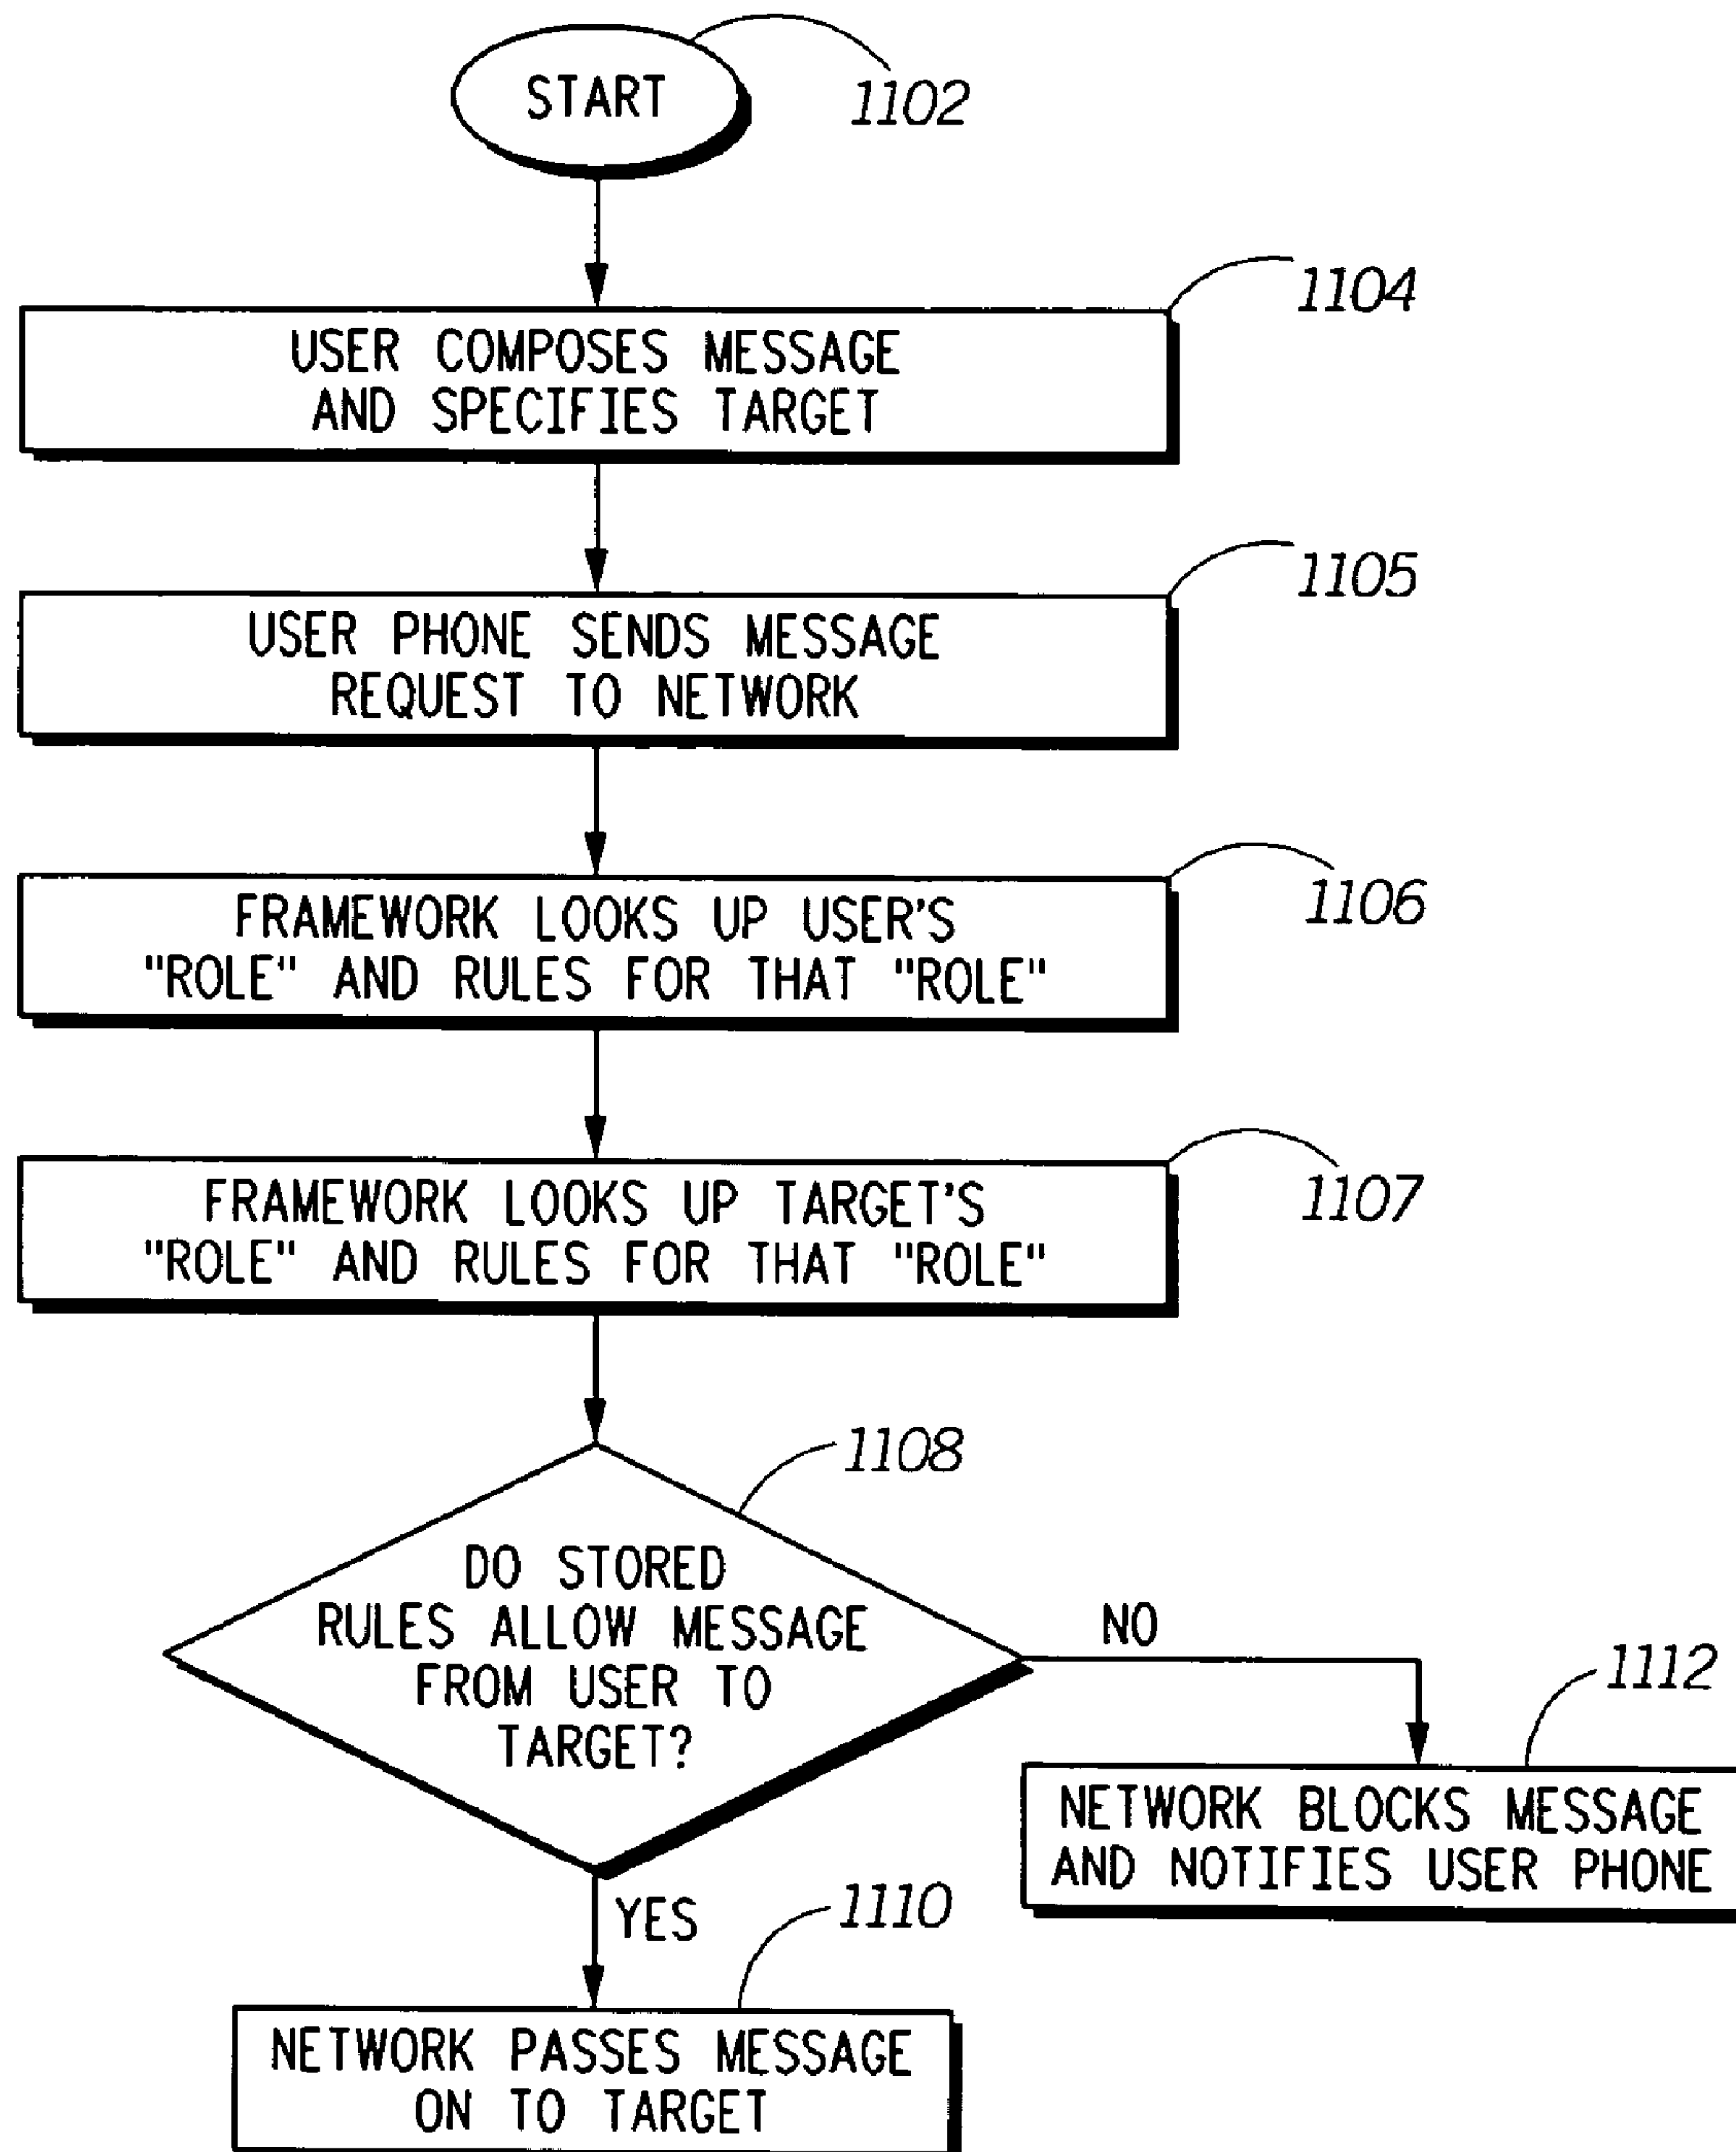 START
1102
1104
USER COMPOSES MESSAGE
AND SPECIFIES TARGET
1105
USER PHONE SENDS MESSAGE
REQUEST TO NETWORK
1106
FRAMEWORK LOOKS UP USER'S
"ROLE" AND RULES FOR THAT "ROLE"
1107
FRAMEWORK LOOKS UP TARGET'S
"ROLE" AND RULES FOR THAT "ROLE"
1108
DO STORED
RULES ALLOW MESSAGE
FROM USER TO
TARGET?
NO
1112
NETWORK BLOCKS MESSAGE
AND NOTIFIES USER PHONE
YES
1110
NETWORK PASSES MESSAGE
ON TO TARGET